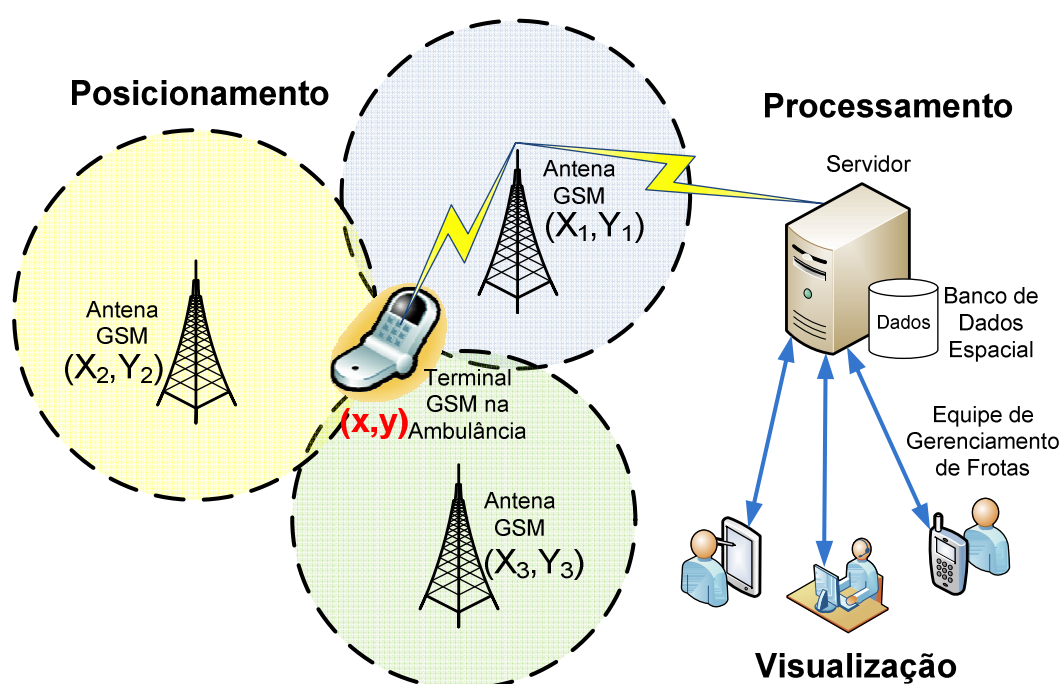 Posicionamento
Processamento
Servidor
Antena
GSM
(X₁,Y₁)
Antena
GSM
(X₂,Y₂)
Banco de
Dados
Espacial
Dados
Terminal
GSM na
Ambulância
(x,y)
Equipe de
Gerenciamento
de Frotas
Antena
GSM
(X₃,Y₃)
Visualização